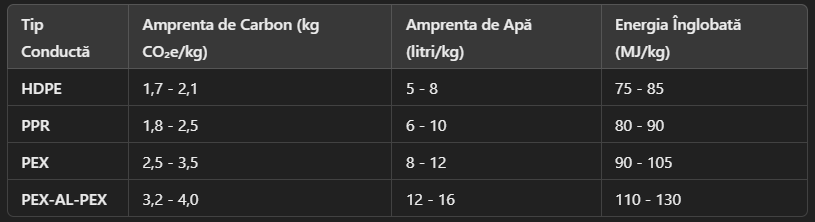 Tip Conductă Amprenta de Carbon (kg CO₂e/kg) Amprenta de Apă (litri/kg) Energia Înglobată (MJ/kg)
HDPE 1,7 - 2,1 5 - 8 75 - 85
PPR 1,8 - 2,5 6 - 10 80 - 90
PEX 2,5 - 3,5 8 - 12 90 - 105
PEX-AL-PEX 3,2 - 4,0 12 - 16 110 - 130